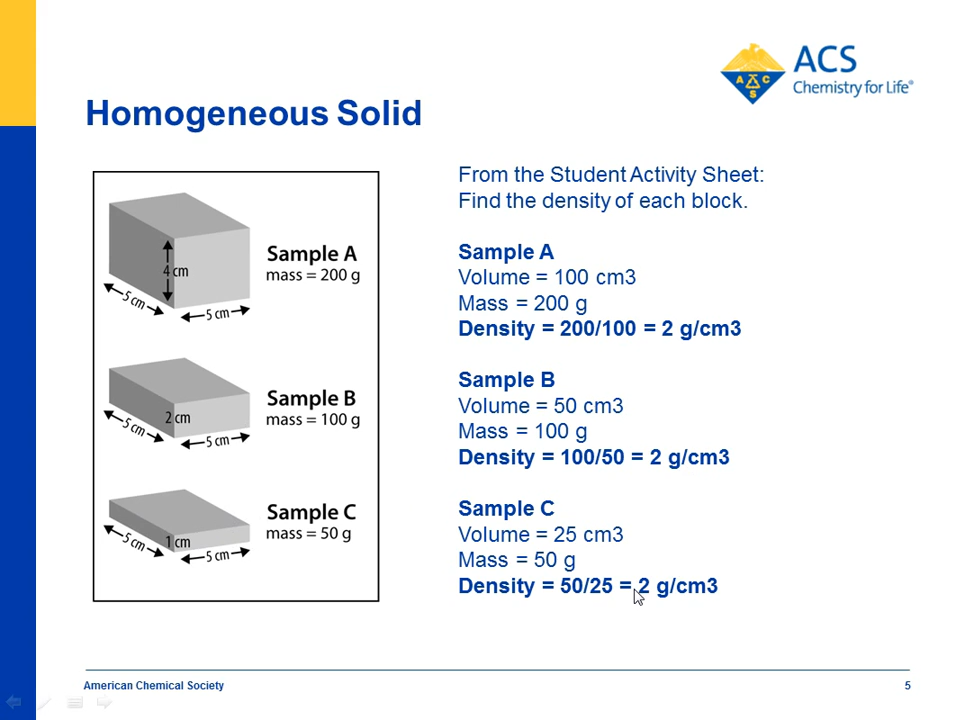 ACS
Chemistry for Life®
A C S
Homogeneous Solid
4 cm
5 cm
5 cm
Sample A
mass = 200 g
2 cm
5 cm
5 cm
Sample B
mass = 100 g
1 cm
5 cm
5 cm
Sample C
mass = 50 g
From the Student Activity Sheet:
Find the density of each block.
Sample A
Volume = 100 cm3
Mass = 200 g
Density = 200/100 = 2 g/cm3
Sample B
Volume = 50 cm3
Mass = 100 g
Density = 100/50 = 2 g/cm3
Sample C
Volume = 25 cm3
Mass = 50 g
Density = 50/25 = 2 g/cm3
American Chemical Society
5